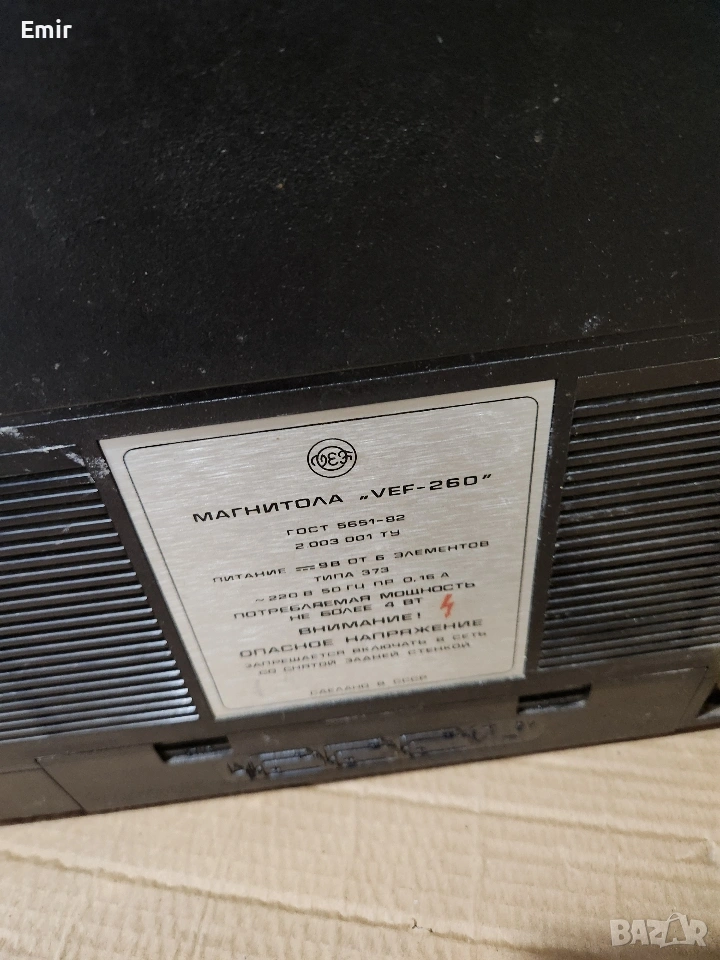 Emir
VEF
МАГНИТОЛА „VEF-260”
ГОСТ 5651-82
2 003 001 ТУ
ПИТАНИЕ ⎓ 9В ОТ 6 ЭЛЕМЕНТОВ
ТИПА 373
~ 220 В 50 ГЦ ПР 0,16 А
ПОТРЕБЛЯЕМАЯ МОЩНОСТЬ
НЕ БОЛЕЕ 4 ВТ
ВНИМАНИЕ!
ОПАСНОЕ НАПРЯЖЕНИЕ
ЗАПРЕЩАЕТСЯ ВКЛЮЧАТЬ В СЕТЬ
СО СНЯТОЙ ЗАДНЕЙ СТЕНКОЙ
СДЕЛАНО В СССР
BAZAR